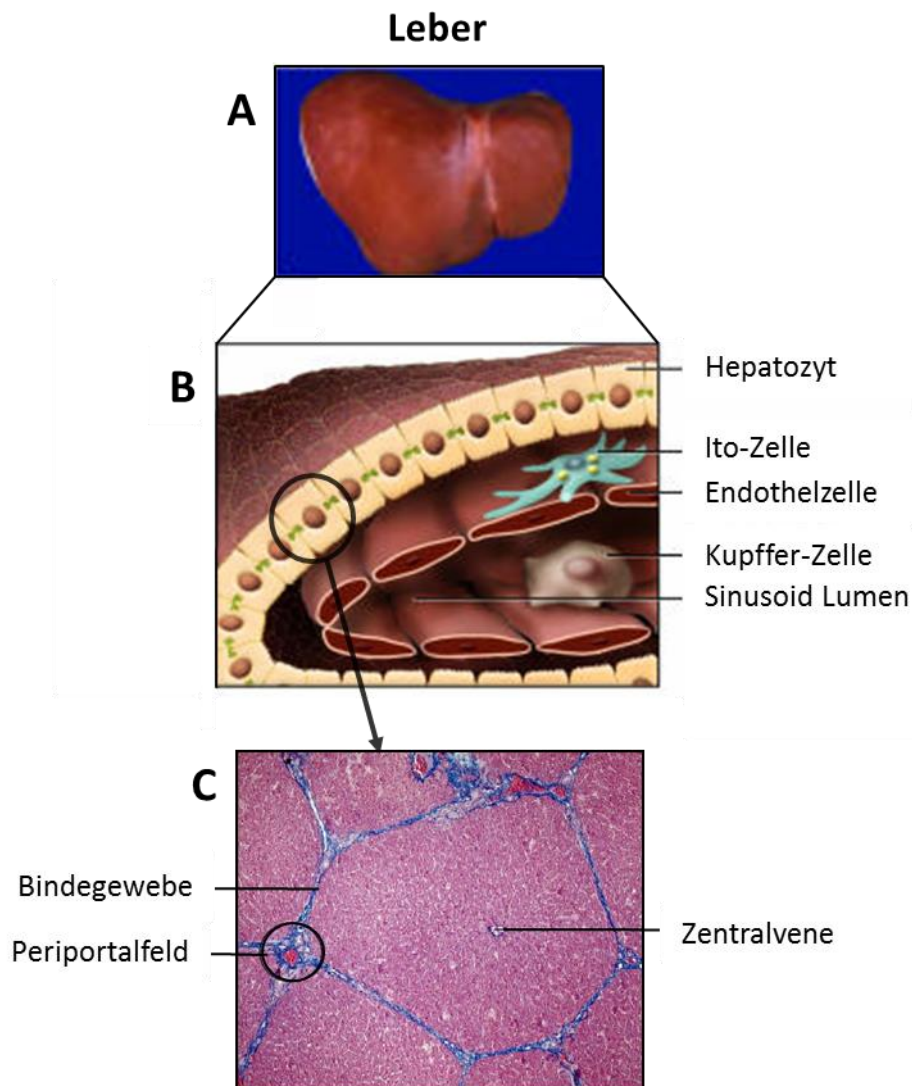 Leber
A
B
Hepatozyt
Ito-Zelle
Endothelzelle
Kupffer-Zelle
Sinusoid Lumen
C
Bindegewebe
Periportalfeld
Zentralvene